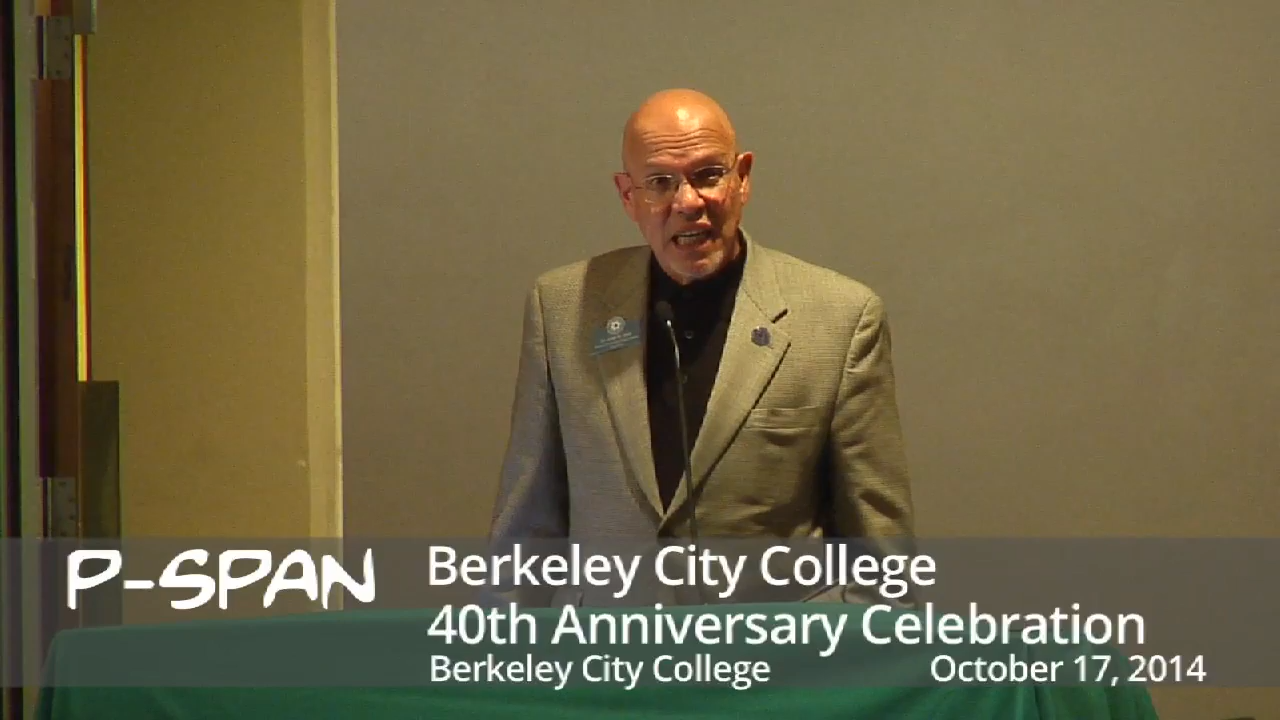 P-SPAN
Berkeley City College
40th Anniversary Celebration
Berkeley City College
October 17, 2014